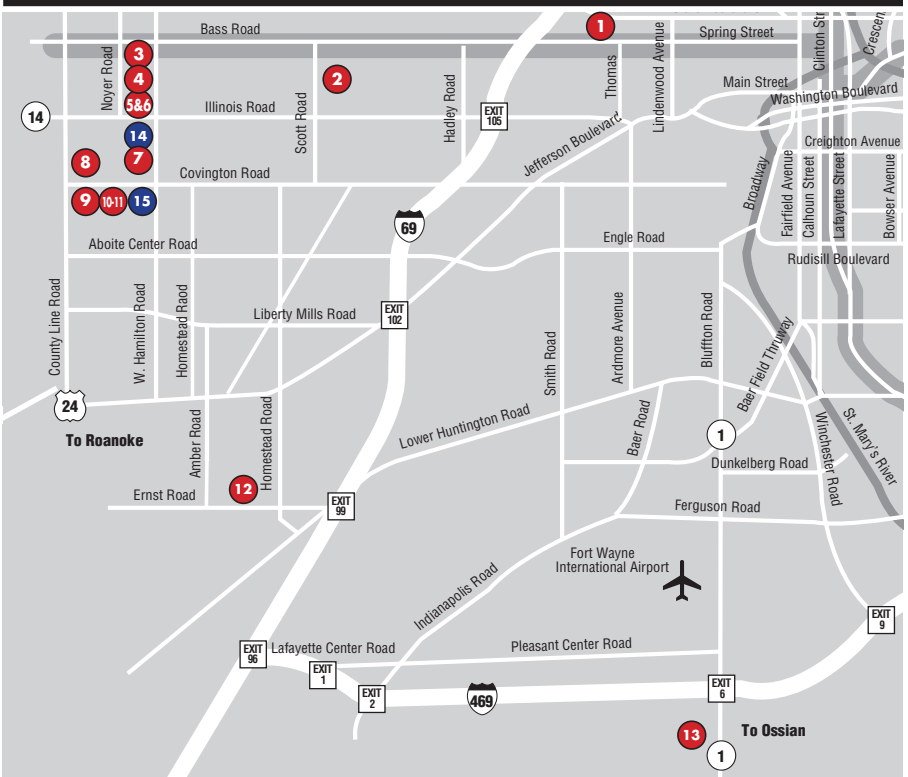 Bass Road
1
Spring Street
Clinton Str
Crescen
Noyer Road
3
4
5&6
2
Scott Road
Hadley Road
Thomas
Lindenwood Avenue
Main Street
Washington Boulevard
14
Illinois Road
EXIT
105
Jefferson Boulevard
14
7
8
Creighton Avenue
Covington Road
Broadway
Fairfield Avenue
Calhoun Street
Lafayette Street
Bowser Avenue
9
10-11
15
69
Aboite Center Road
Engle Road
Rudisill Boulevard
County Line Road
W. Hamilton Road
Homestead Raod
Liberty Mills Road
EXIT
102
Smith Road
Ardmore Avenue
Bluffton Road
Baer Field Thruway
24
To Roanoke
Amber Road
Homestead Road
Lower Huntington Road
Baer Road
1
Winchester Road
St. Mary's River
Dunkelberg Road
12
Ernst Road
EXIT
99
Ferguson Road
Fort Wayne
International Airport
Indianapolis Road
EXIT
9
EXIT
96
Lafayette Center Road
Pleasant Center Road
EXIT
1
EXIT
2
469
EXIT
6
13
To Ossian
1